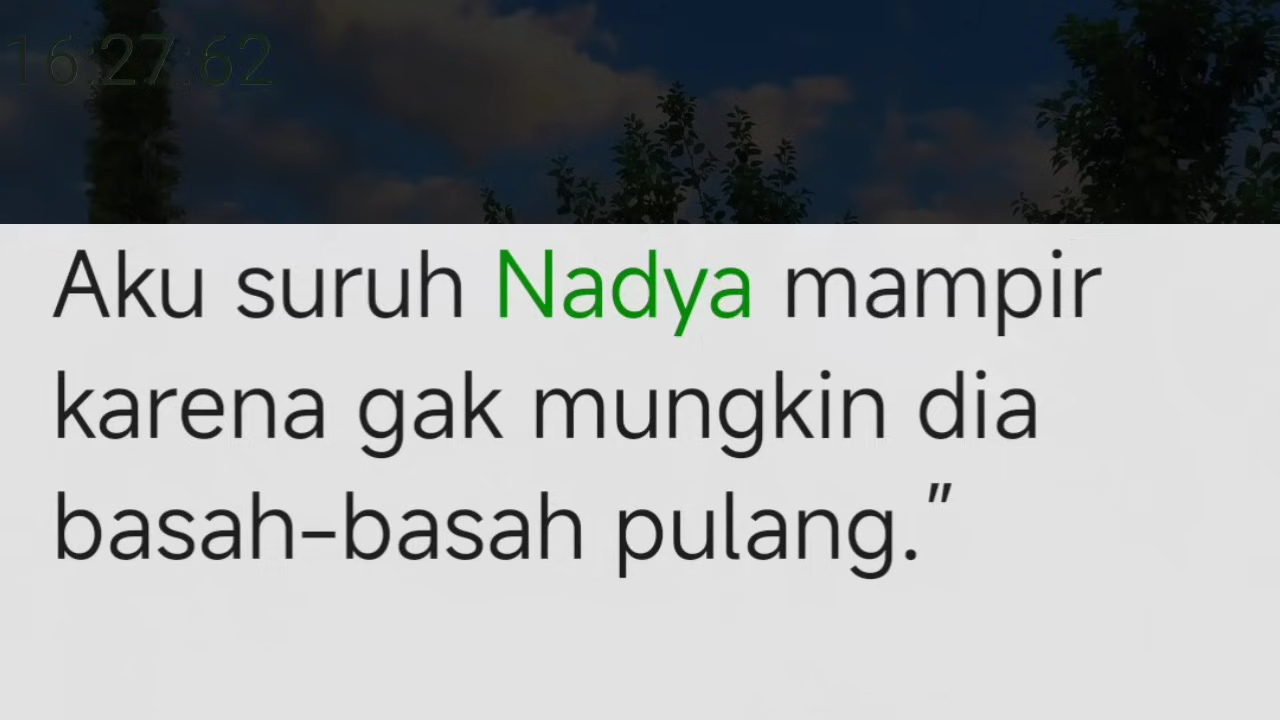 16:27:62
Aku suruh Nadya mampir
karena gak mungkin dia
basah-basah pulang."